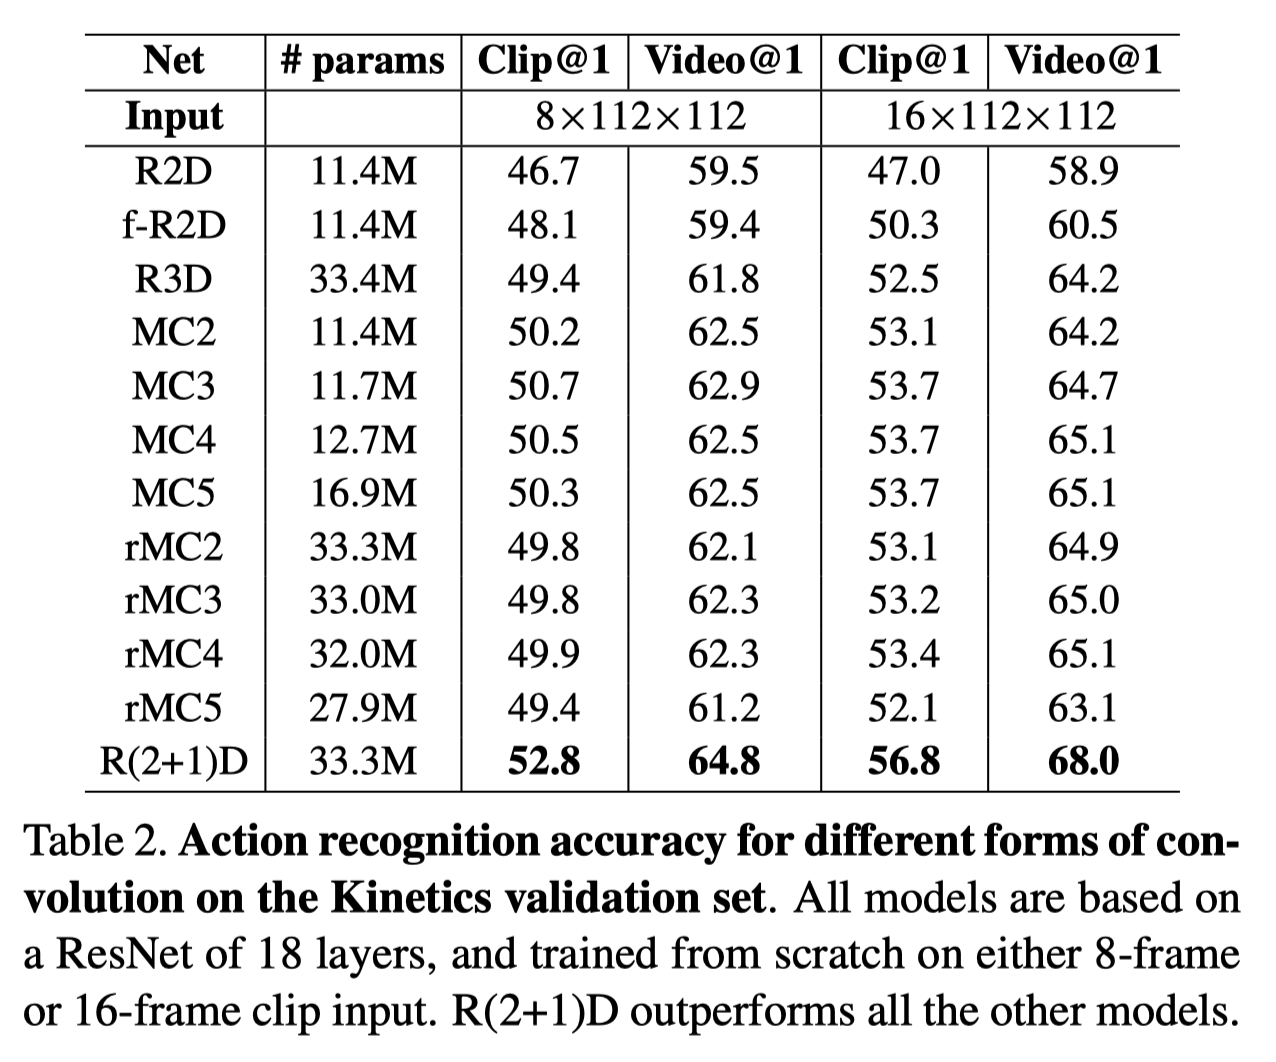 Net # params Clip@1 Video@1 Clip@1 Video@1
Input 8×112×112 16×112×112
R2D 11.4M 46.7 59.5 47.0 58.9
f-R2D 11.4M 48.1 59.4 50.3 60.5
R3D 33.4M 49.4 61.8 52.5 64.2
MC2 11.4M 50.2 62.5 53.1 64.2
MC3 11.7M 50.7 62.9 53.7 64.7
MC4 12.7M 50.5 62.5 53.7 65.1
MC5 16.9M 50.3 62.5 53.7 65.1
rMC2 33.3M 49.8 62.1 53.1 64.9
rMC3 33.0M 49.8 62.3 53.2 65.0
rMC4 32.0M 49.9 62.3 53.4 65.1
rMC5 27.9M 49.4 61.2 52.1 63.1
R(2+1)D 33.3M 52.8 64.8 56.8 68.0
Table 2. Action recognition accuracy for different forms of con-
volution on the Kinetics validation set. All models are based on
a ResNet of 18 layers, and trained from scratch on either 8-frame
or 16-frame clip input. R(2+1)D outperforms all the other models.